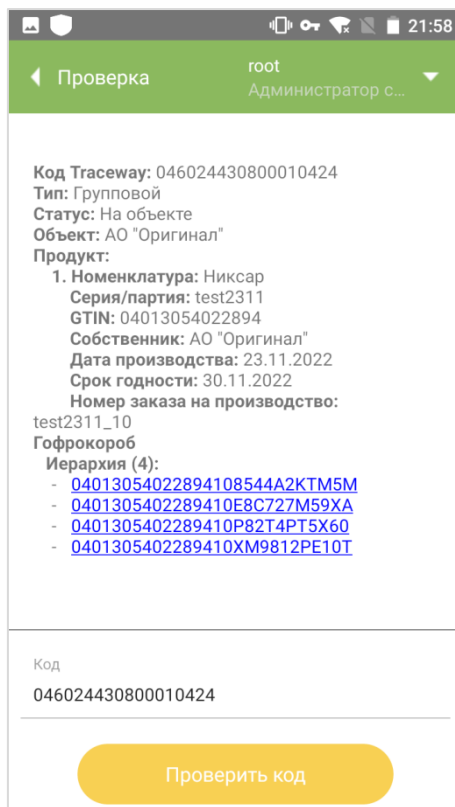 21:58
Проверка
root
Администратор с...
Код Traceway: 046024430800010424
Тип: Групповой
Статус: На объекте
Объект: АО "Оригинал"
Продукт:
1. Номенклатура: Никсар
Серия/партия: test2311
GTIN: 04013054022894
Собственник: АО "Оригинал"
Дата производства: 23.11.2022
Срок годности: 30.11.2022
Номер заказа на производство:
test2311_10
Гофрокороб
Иерархия (4):
- 04013054022894108544A2KTM5M
- 0401305402289410E8C727M59XA
- 0401305402289410P82T4PT5X60
- 0401305402289410XM9812PE10T
Код
046024430800010424
Проверить код